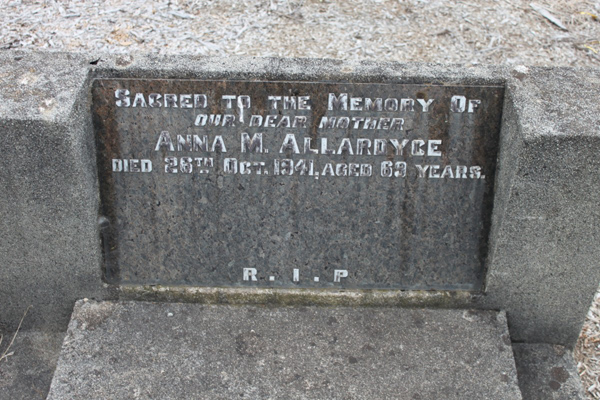 Sacred to the Memory Of
our dear mother
Anna M. Allardyce
died 26th Oct. 1941, aged 69 years.
R. I. P